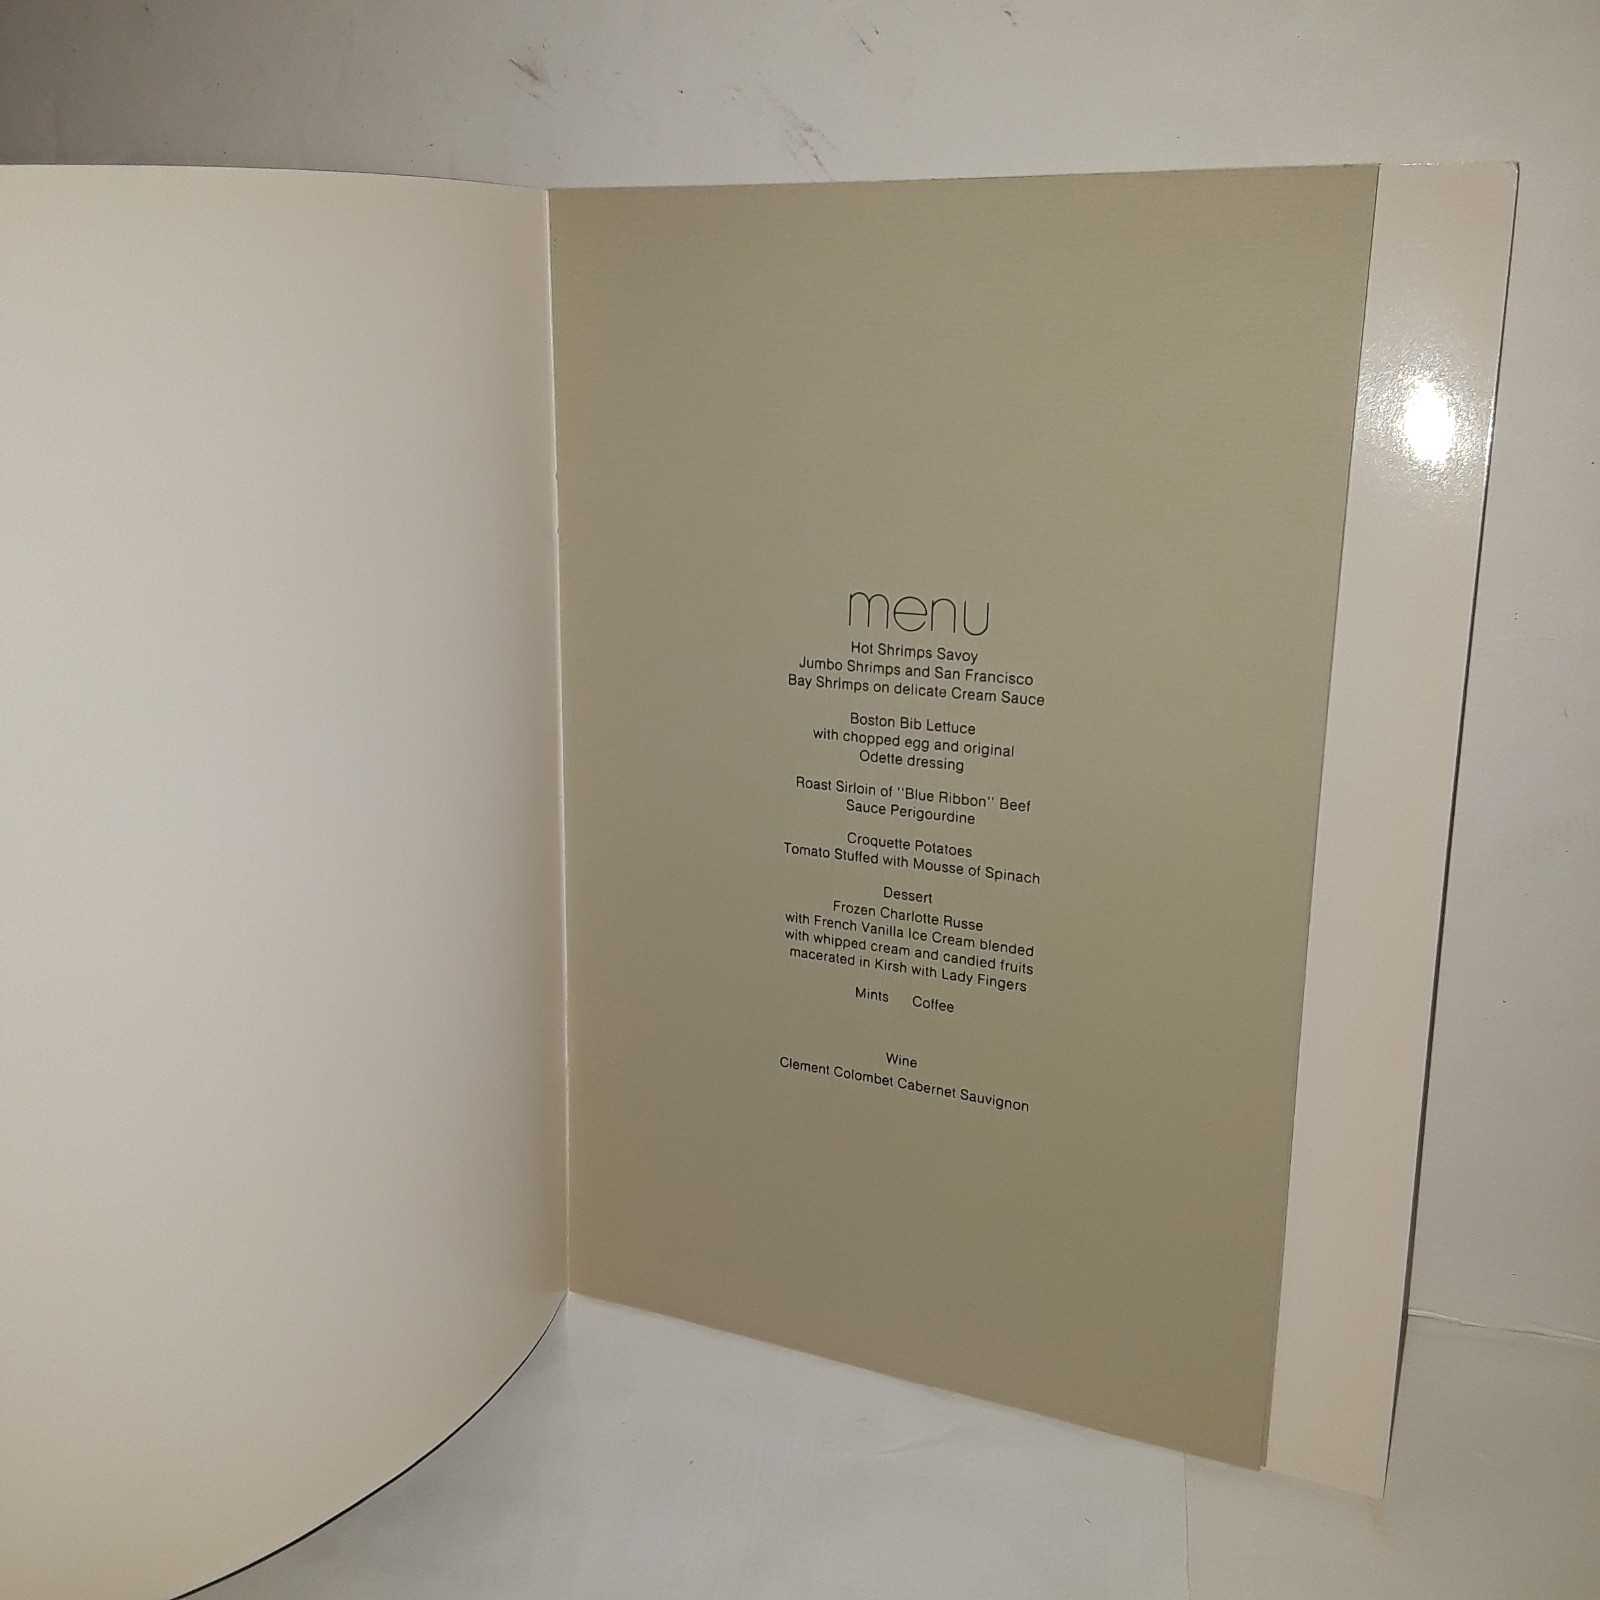 menu
Hot Shrimps Savoy
Jumbo Shrimps and San Francisco
Bay Shrimps on delicate Cream Sauce
Boston Bib Lettuce
with chopped egg and original
Odette dressing
Roast Sirloin of "Blue Ribbon" Beef
Sauce Perigourdine
Croquette Potatoes
Tomato Stuffed with Mousse of Spinach
Dessert
Frozen Charlotte Russe
with French Vanilla Ice Cream blended
with whipped cream and candied fruits
macerated in Kirsh with Lady Fingers
Mints Coffee
Wine
Clement Colombet Cabernet Sauvignon